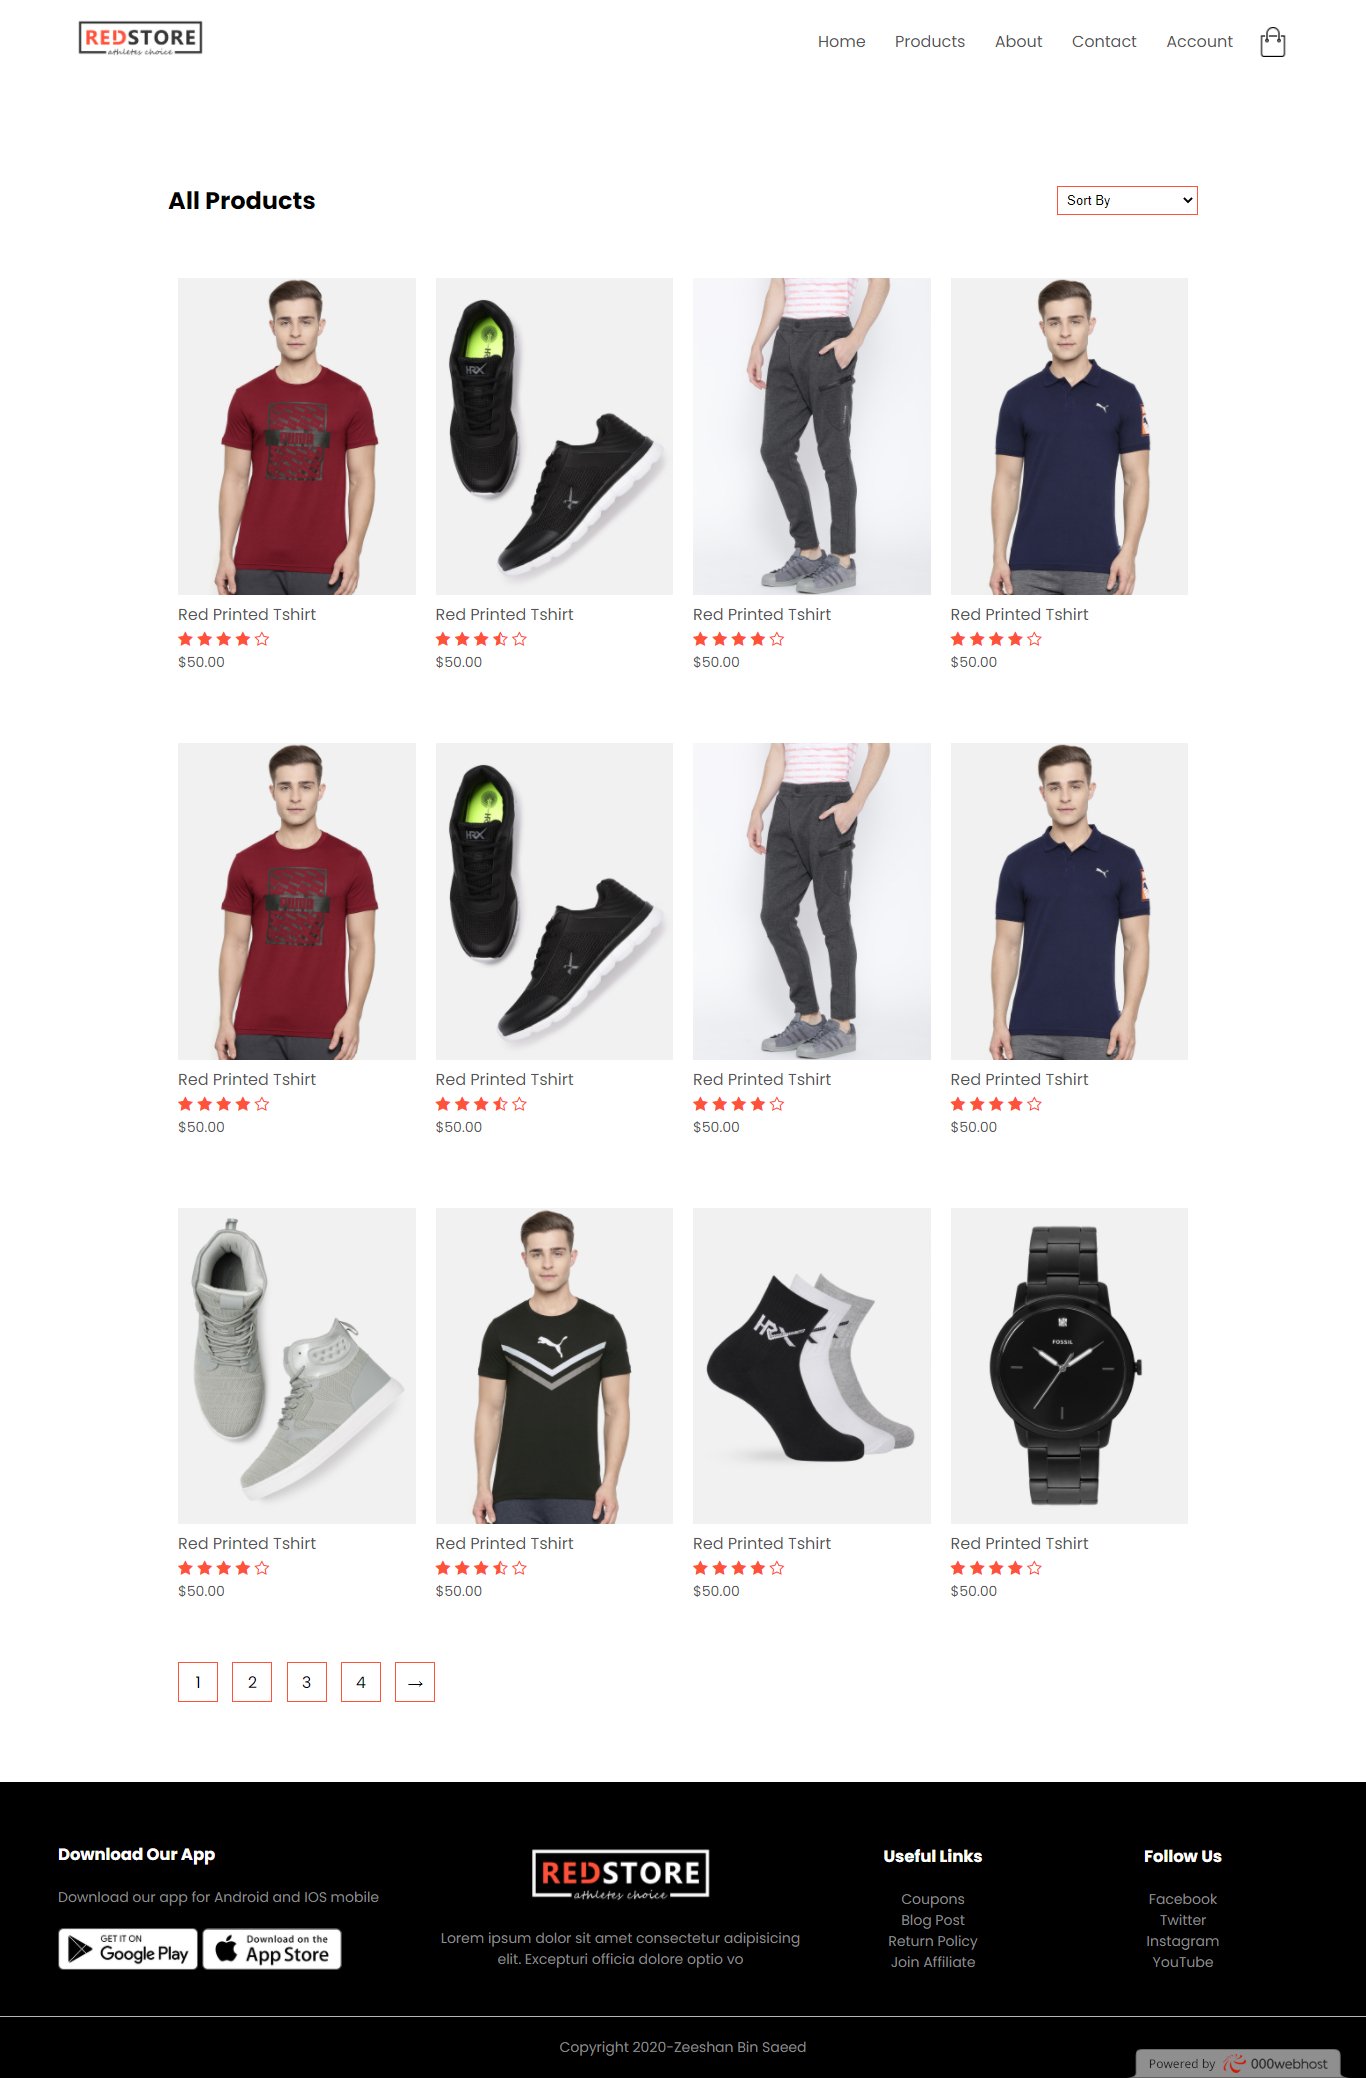 REDSTORE
athletes choice
Home Products About Contact Account
All Products
Sort By
HRX
Red Printed Tshirt Red Printed Tshirt Red Printed Tshirt Red Printed Tshirt
$50.00 $50.00 $50.00 $50.00
HRX
Red Printed Tshirt Red Printed Tshirt Red Printed Tshirt Red Printed Tshirt
$50.00 $50.00 $50.00 $50.00
HRX
FOSSIL
Red Printed Tshirt Red Printed Tshirt Red Printed Tshirt Red Printed Tshirt
$50.00 $50.00 $50.00 $50.00
1 2 3 4 →
Download Our App
Download our app for Android and IOS mobile
GET IT ON
Google Play
Download on the
App Store
REDSTORE
athletes choice
Lorem ipsum dolor sit amet consectetur adipisicing
elit. Excepturi officia dolore optio vo
Useful Links
Coupons
Blog Post
Return Policy
Join Affiliate
Follow Us
Facebook
Twitter
Instagram
YouTube
Copyright 2020-Zeeshan Bin Saeed
Powered by 000webhost